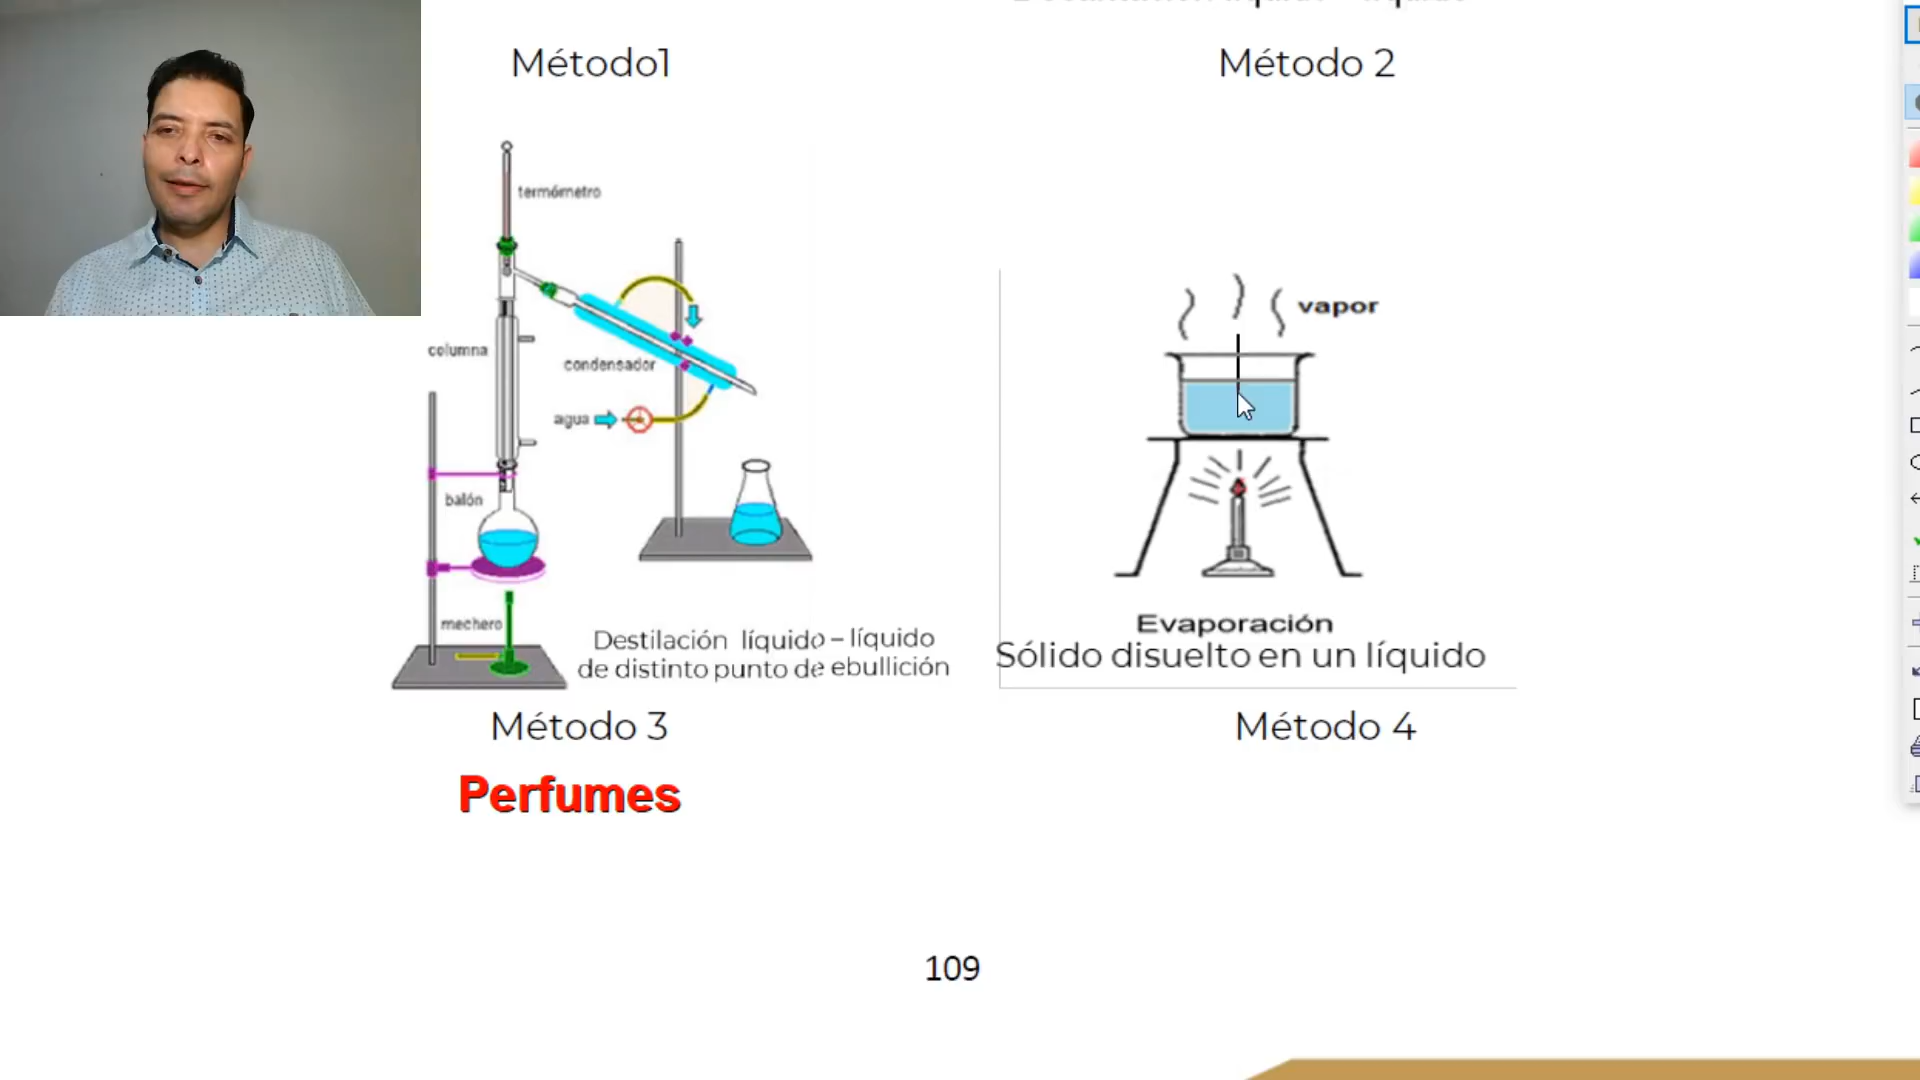 Método1
Método 2
termómetro
columna
condensador
agua
balón
mechero
Destilación líquido – líquido
de distinto punto de ebullición
vapor
Evaporación
Sólido disuelto en un líquido
Método 3
Método 4
Perfumes
109